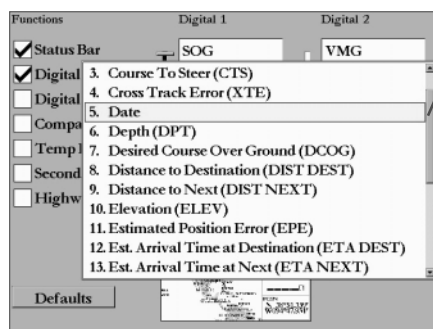 Functions Digital 1 Digital 2
Status Bar SOG VMG
Digital
Digital
Compa
Temp
Second
Highw
3. Course To Steer (CTS)
4. Cross Track Error (XTE)
5. Date
6. Depth (DPT)
7. Desired Course Over Ground (DCOG)
8. Distance to Destination (DIST DEST)
9. Distance to Next (DIST NEXT)
10. Elevation (ELEV)
11. Estimated Position Error (EPE)
12. Est. Arrival Time at Destination (ETA DEST)
13. Est. Arrival Time at Next (ETA NEXT)
Defaults